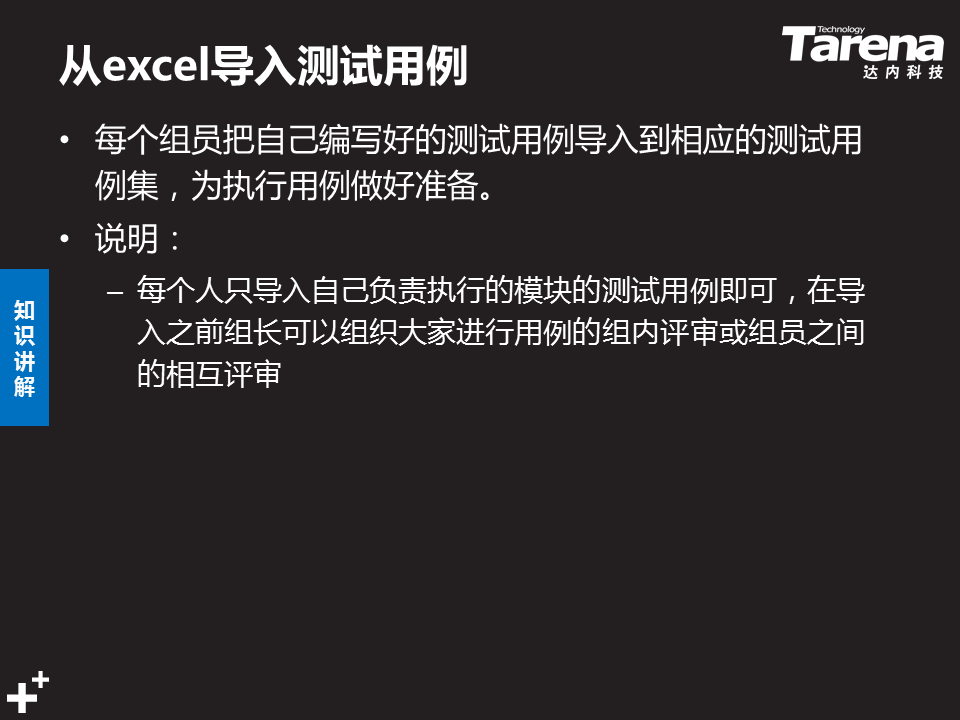 从excel导入测试用例
Technology
Tarena
达内科技
• 每个组员把自己编写好的测试用例导入到相应的测试用
例集，为执行用例做好准备。
• 说明：
– 每个人只导入自己负责执行的模块的测试用例即可，在导
入之前组长可以组织大家进行用例的组内评审或组员之间
的相互评审
知
识
讲
解